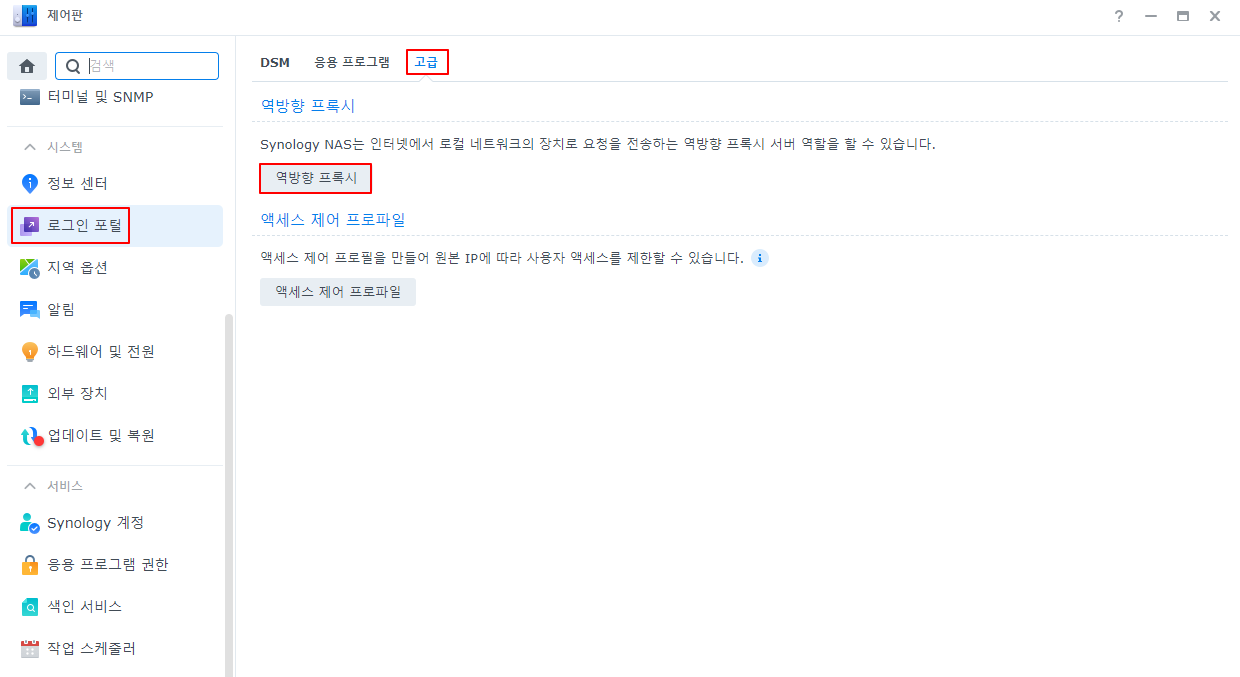 제어판
검색
터미널 및 SNMP
시스템
정보 센터
로그인 포털
지역 옵션
알림
하드웨어 및 전원
외부 장치
업데이트 및 복원
서비스
Synology 계정
응용 프로그램 권한
색인 서비스
작업 스케줄러
DSM 응용 프로그램 고급
역방향 프록시
Synology NAS는 인터넷에서 로컬 네트워크의 장치로 요청을 전송하는 역방향 프록시 서버 역할을 할 수 있습니다.
역방향 프록시
액세스 제어 프로파일
액세스 제어 프로필을 만들어 원본 IP에 따라 사용자 액세스를 제한할 수 있습니다.
액세스 제어 프로파일